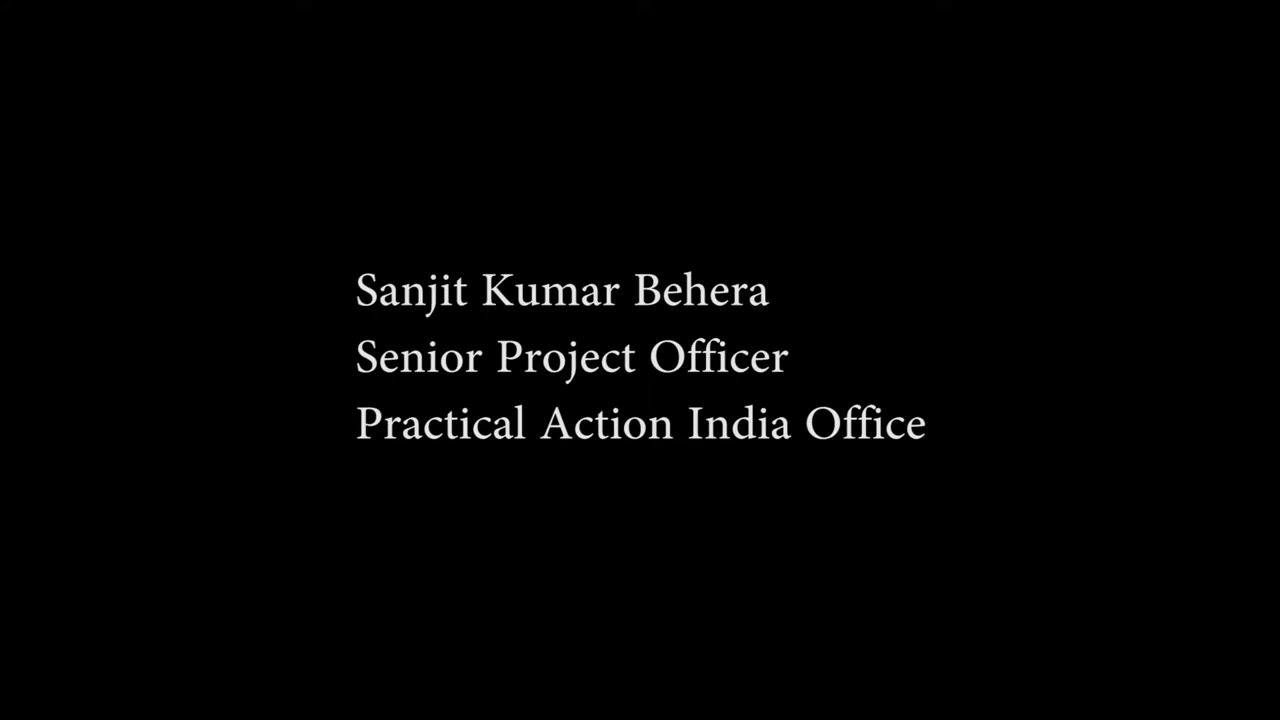 Sanjit Kumar Behera
Senior Project Officer
Practical Action India Office